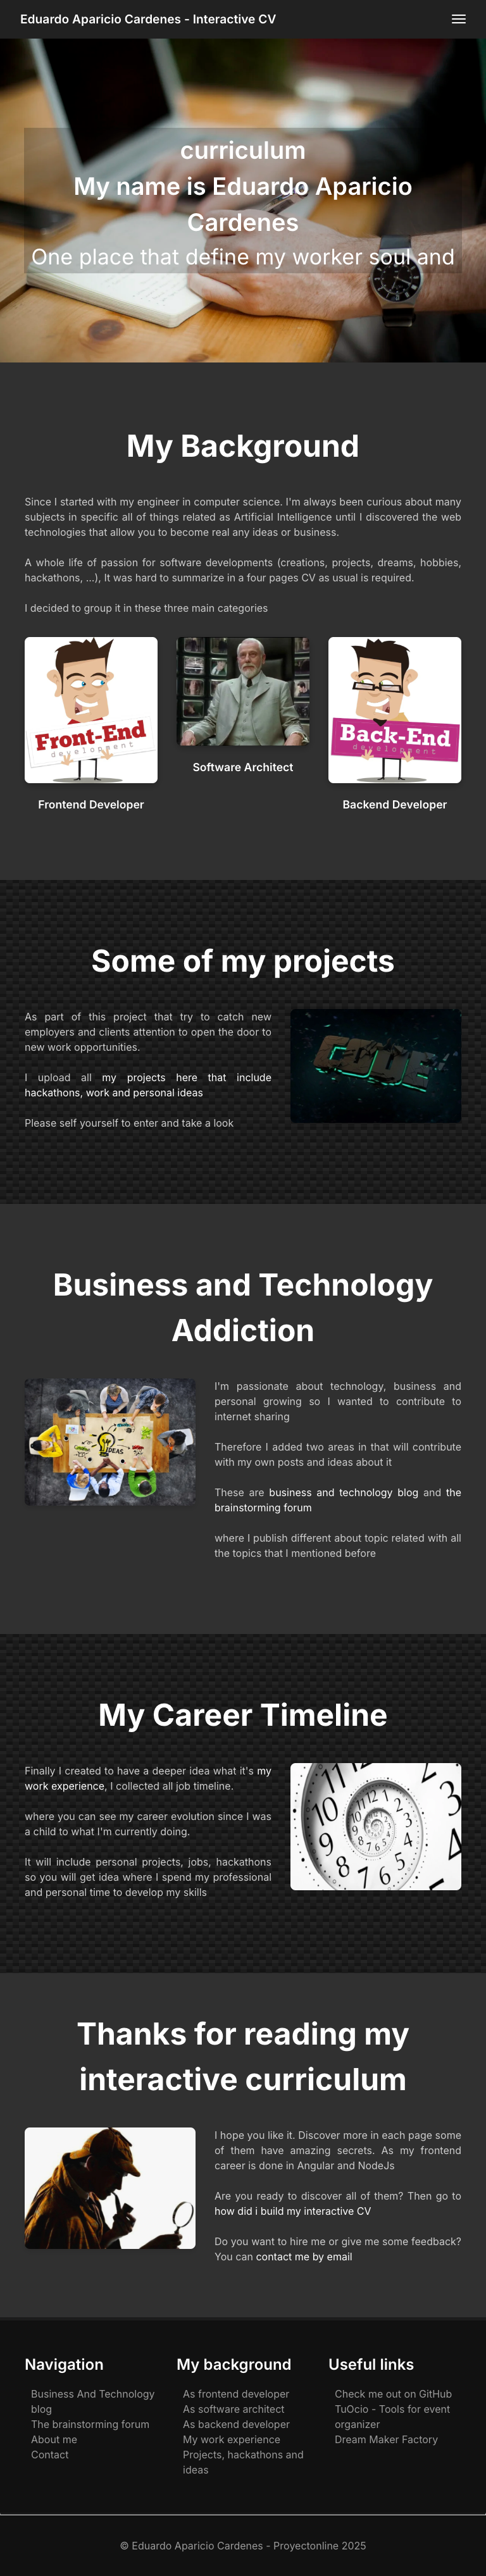 Eduardo Aparicio Cardenes - Interactive CV
curriculum
My name is Eduardo Aparicio
Cardenes
One place that define my worker soul and
My Background
Since I started with my engineer in computer science. I'm always been curious about many
subjects in specific all of things related as Artificial Intelligence until I discovered the web
technologies that allow you to become real any ideas or business.
A whole life of passion for software developments (creations, projects, dreams, hobbies,
hackathons, ...), It was hard to summarize in a four pages CV as usual is required.
I decided to group it in these three main categories
Front-End
development
Back-End
development
Software Architect
Frontend Developer
Backend Developer
Some of my projects
As part of this project that try to catch new
employers and clients attention to open the door to
new work opportunities.
I upload all my projects here that include
hackathons, work and personal ideas
Please self yourself to enter and take a look
CODE
Business and Technology
Addiction
IDEAS
I'm passionate about technology, business and
personal growing so I wanted to contribute to
internet sharing
Therefore I added two areas in that will contribute
with my own posts and ideas about it
These are business and technology blog and the
brainstorming forum
where I publish different about topic related with all
the topics that I mentioned before
My Career Timeline
Finally I created to have a deeper idea what it's my
work experience, I collected all job timeline.
where you can see my career evolution since I was
a child to what I'm currently doing.
It will include personal projects, jobs, hackathons
so you will get idea where I spend my professional
and personal time to develop my skills
Thanks for reading my
interactive curriculum
I hope you like it. Discover more in each page some
of them have amazing secrets. As my frontend
career is done in Angular and NodeJs
Are you ready to discover all of them? Then go to
how did i build my interactive CV
Do you want to hire me or give me some feedback?
You can contact me by email
Navigation
Business And Technology
blog
The brainstorming forum
About me
Contact
My background
As frontend developer
As software architect
As backend developer
My work experience
Projects, hackathons and
ideas
Useful links
Check me out on GitHub
TuOcio - Tools for event
organizer
Dream Maker Factory
© Eduardo Aparicio Cardenes - Proyectonline 2025